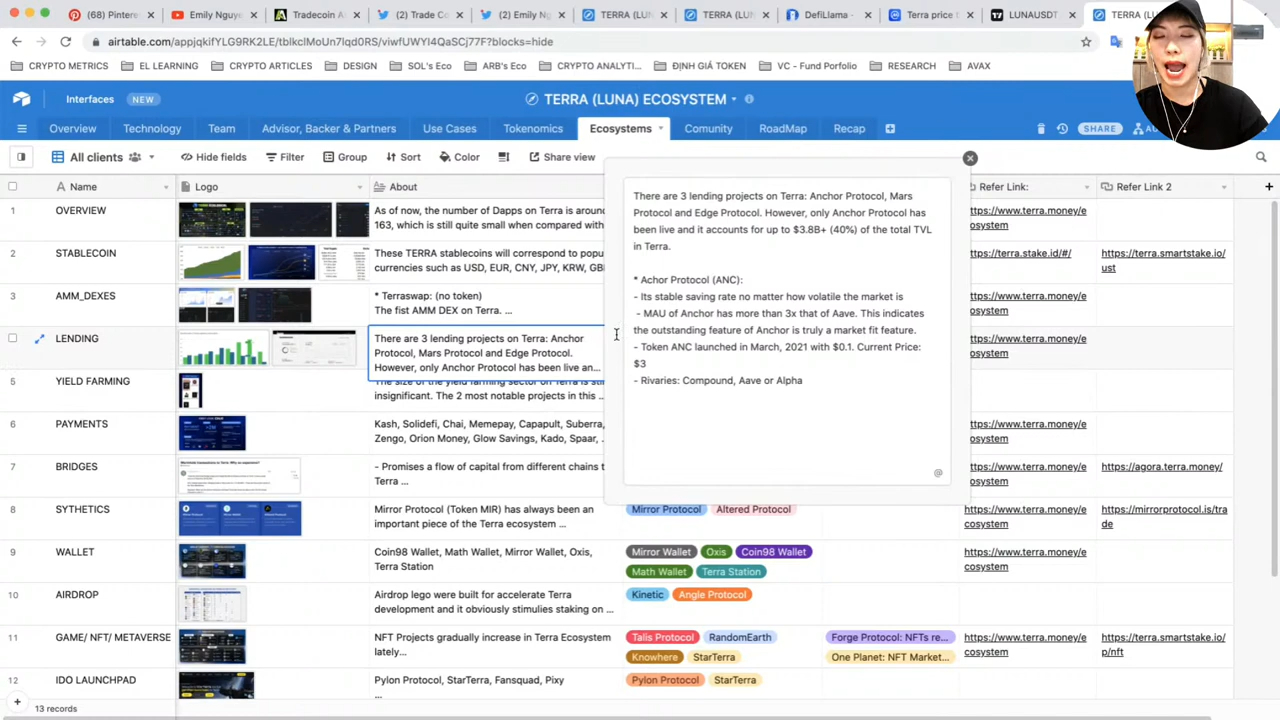 (68) Pinteres
Emily Nguye
Tradecoin A
(2) Trade Co
(2) Emily Ng
TERRA (LUN
TERRA (LUN
DefiLlama -
Terra price t
LUNAUSDT
TERRA (LUN
airtable.com/appjqkifYLG9RK2LE/tblkclMoUn7lqd0RS/viwfUWYI4QaSCj77F?blocks=hide
CRYPTO METRICS
EL LEARNING
CRYPTO ARTICLES
DESIGN
SOL's Eco
ARB's Eco
CRYPTO ANALYTI...
ĐỊNH GIÁ TOKEN
VC - Fund Porfolio
RESEARCH
AVAX
Interfaces NEW
TERRA (LUNA) ECOSYSTEM
Overview
Technology
Team
Advisor, Backer & Partners
Use Cases
Tokenomics
Ecosystems
Comunity
RoadMap
Recap
SHARE
All clients
Hide fields
Filter
Group
Sort
Color
Share view
Name
Logo
About
Refer Link:
Refer Link 2
1 OVERVIEW
As of now, the number of Dapps on Terra is aroun
163, which is still quite small when compared with
https://www.terra.money/e
cosystem
2 STABLECOIN
These TERRA stablecoins will correspond to popu
currencies such as USD, EUR, CNY, JPY, KRW, GB
https://terra.stake.id/#/)
https://terra.smartstake.io/
ust
3 AMM_DEXES
* Terraswap: (no token)
The fist AMM DEX on Terra. ...
https://www.terra.money/e
cosystem
LENDING
There are 3 lending projects on Terra: Anchor
Protocol, Mars Protocol and Edge Protocol.
However, only Anchor Protocol has been live an...
https://www.terra.money/e
cosystem
There are 3 lending projects on Terra: Anchor Protocol, Mars
Protocol and Edge Protocol. However, only Anchor Protocol has
been live and it accounts for up to $3.8B+ (40%) of the total TVL
in Terra.
* Achor Protocol (ANC):
- Its stable saving rate no matter how volatile the market is
- MAU of Anchor has more than 3x that of Aave. This indicates
the outstanding feature of Anchor is truly a market fit feature.
- Token ANC launched in March, 2021 with $0.1. Current Price:
$3
- Rivaries: Compound, Aave or Alpha
@
5 YIELD FARMING
The size of the yield farming sector on Terra is stil
insignificant. The 2 most notable projects in this ...
6 PAYMENTS
Kash, Solidefi, Chai, Memepay, Capapult, Suberra,
Zengo, Orion Money, Glow Savings, Kado, Spaar, ...
https://www.terra.money/e
cosystem
7 BRIDGES
- Promises a flow of capital from different chains t
Terra ...
https://www.terra.money/e
cosystem
https://agora.terra.money/
8 SYTHETICS
Mirror Protocol (Token MIR) has always been an
important piece of the Terra ecosystem ...
Mirror Protocol
Altered Protocol
https://www.terra.money/e
cosystem
https://mirrorprotocol.is/tra
de
9 WALLET
Coin98 Wallet, Math Wallet, Mirror Wallet, Oxis,
Terra Station
Mirror Wallet
Oxis
Coin98 Wallet
Math Wallet
Terra Station
https://www.terra.money/e
cosystem
10 AIRDROP
Airdrop lego were built for accelerate Terra
development and it obviously stimulies staking on ...
Kinetic
Angle Protocol
11 GAME/ NFT/ METAVERSE
NFT Projects gradually increase in Terra Ecosystem
lately...
Talis Protocol
RandomEarth
Knowhere
StarTerra
Forge Protocol: NFTs re...
One Planet: NFT Market...
https://www.terra.money/e
cosystem
https://terra.smartstake.io/
p/nft
12 IDO LAUNCHPAD
Pylon Protocol, StarTerra, Fansquad, Pixy
...
Pylon Protocol
StarTerra
13 records